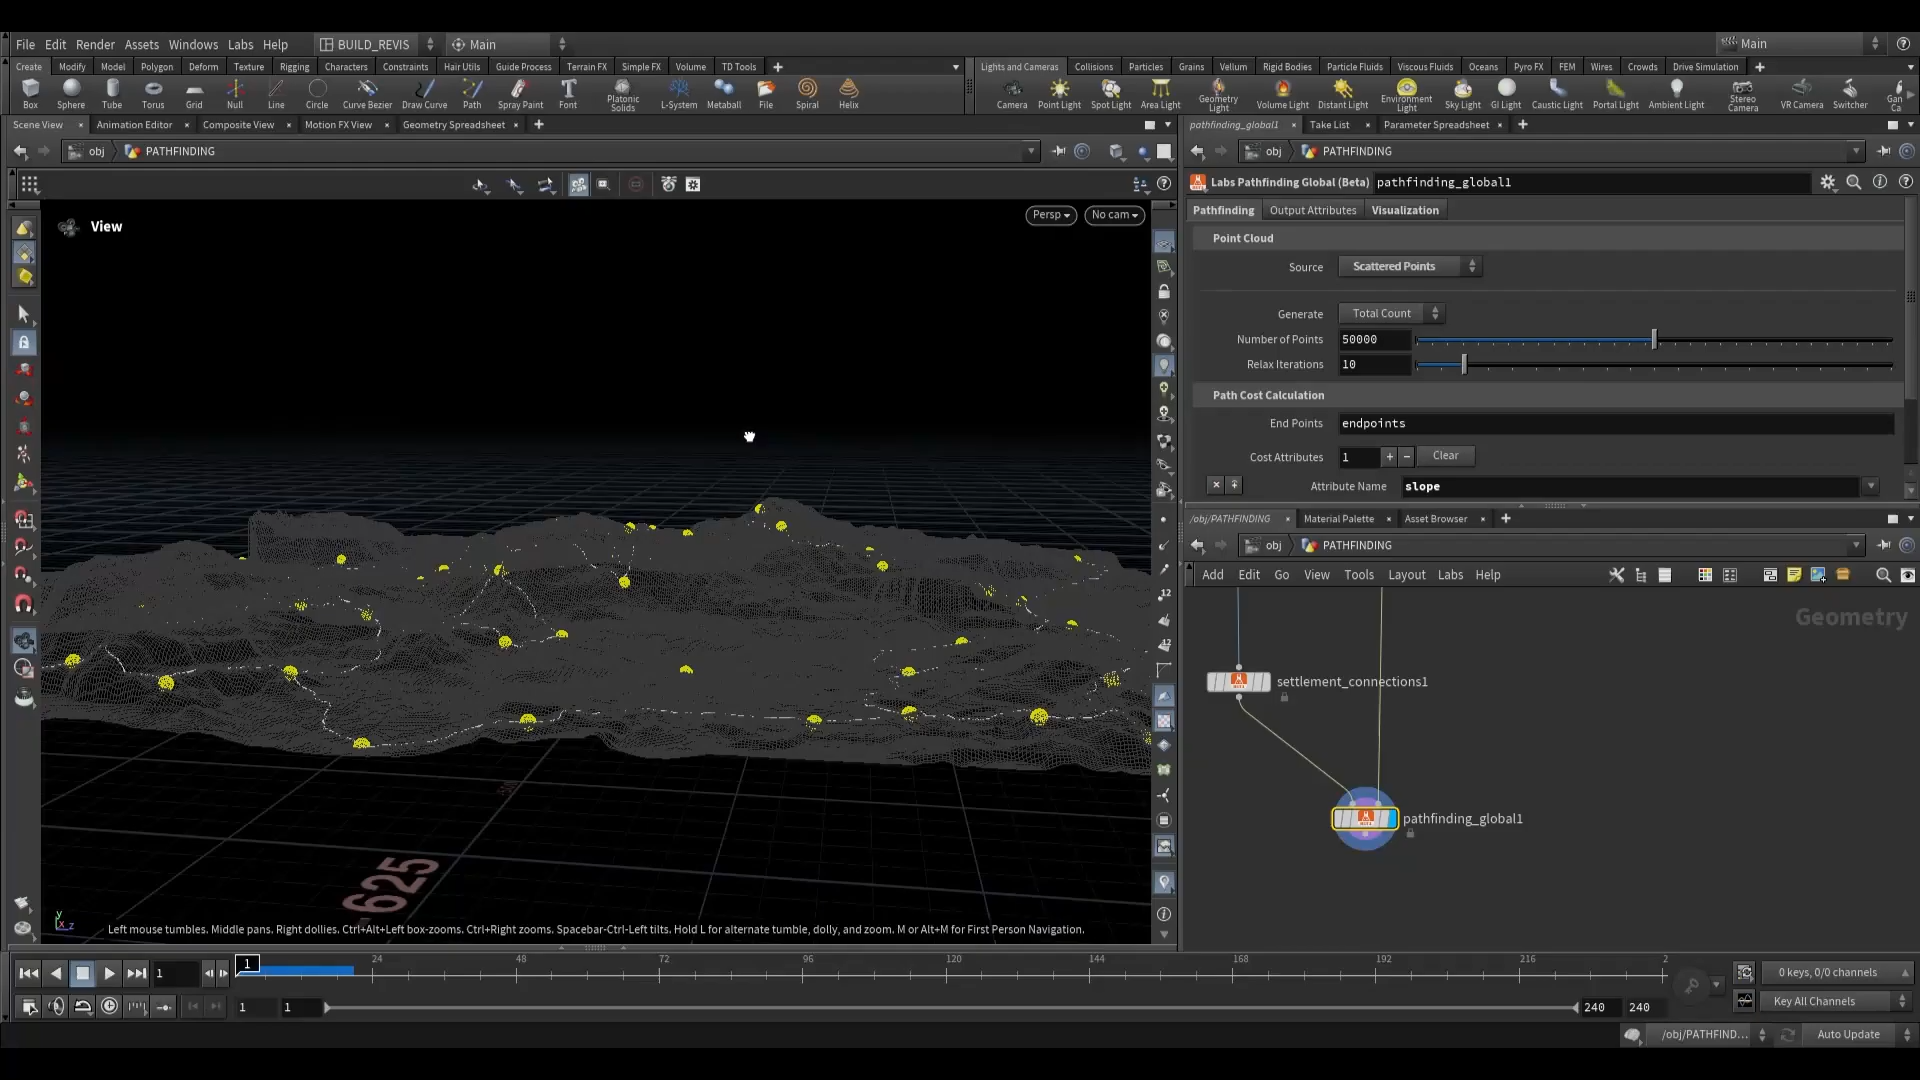 File Edit Render Assets Windows Labs Help BUILD_REVIS Main Main
Create Modify Model Polygon Deform Texture Rigging Characters Constraints Hair Utils Guide Process Terrain FX Simple FX Volume TD Tools
Lights and Cameras Collisions Particles Grains Vellum Rigid Bodies Particle Fluids Viscous Fluids Oceans Pyro FX FEM Wires Crowds Drive Simulation
Box Sphere Tube Torus Grid Null Line Circle Curve Bezier Draw Curve Path Spray Paint Font Platonic Solids L-System Metaball File Spiral Helix
Camera Point Light Spot Light Area Light Geometry Light Volume Light Distant Light Environment Light Sky Light GI Light Caustic Light Portal Light Ambient Light Stereo Camera VR Camera Switcher Gan Ca
Scene View Animation Editor Composite View Motion FX View Geometry Spreadsheet
pathfinding_global1 Take List Parameter Spreadsheet
obj PATHFINDING
obj PATHFINDING
Labs Pathfinding Global (Beta) pathfinding_global1
Pathfinding Output Attributes Visualization
View
Persp No cam
Point Cloud
Source Scattered Points
Generate Total Count
Number of Points 50000
Relax Iterations 10
Path Cost Calculation
End Points endpoints
Cost Attributes 1 + − Clear
Attribute Name slope
/obj/PATHFINDING Material Palette Asset Browser
obj PATHFINDING
Add Edit Go View Tools Layout Labs Help
Geometry
settlement_connections1
pathfinding_global1
625
y x z
Left mouse tumbles. Middle pans. Right dollies. Ctrl+Alt+Left box-zooms. Ctrl+Right zooms. Spacebar-Ctrl-Left tilts. Hold L for alternate tumble, dolly, and zoom. M or Alt+M for First Person Navigation.
1 1 24 48 72 96 120 144 168 192 216 2
0 keys, 0/0 channels
1 1 240 240
Key All Channels
/obj/PATHFIND... Auto Update